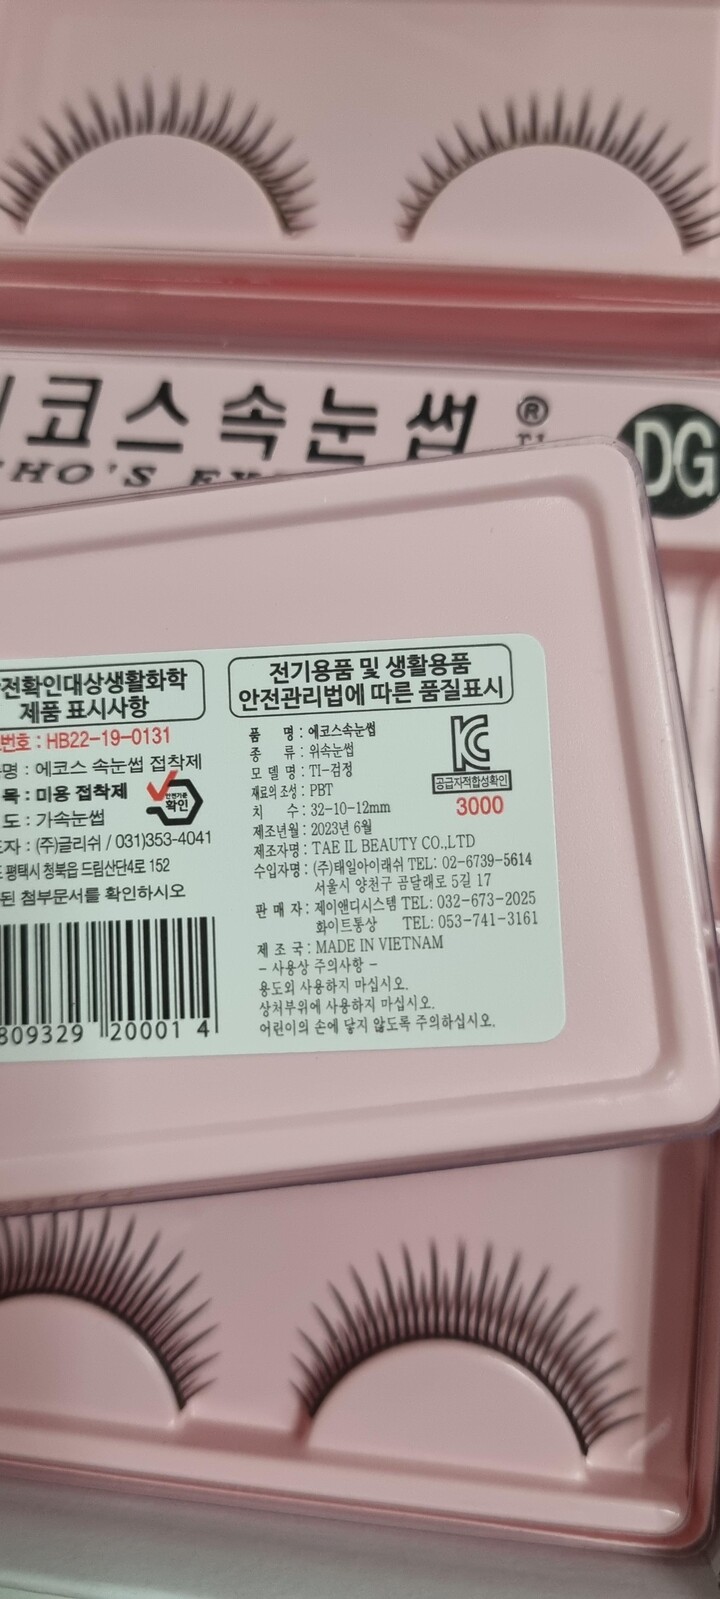 코스속눈썹 ®
HO'S
DG
전확인대상생활화학
제품 표시사항
번호 : HB22-19-0131
명 : 에코스 속눈썹 접착제
목 : 미용 접착제
확인
도 : 가속눈썹
자 : (주)글리쉬 / 031)353-4041
평택시 청북읍 드림산단4로 152
된 첨부문서를 확인하시오
809329 20001 4
전기용품 및 생활용품
안전관리법에 따른 품질표시
품 명 : 에코스속눈썹
종 류 : 위속눈썹
모 델 명 : TI-검정
재료의 조성 : PBT
치 수 : 32-10-12mm
제조년월 : 2023년 6월
공급자적합성확인
3000
제조자명 : TAE IL BEAUTY CO.,LTD
수입자명 : (주)태일아이래쉬 TEL: 02-6739-5614
서울시 양천구 곰달래로 5길 17
판 매 자 : 제이앤디시스템 TEL: 032-673-2025
화이트통상 TEL: 053-741-3161
제 조 국 : MADE IN VIETNAM
- 사용상 주의사항 -
용도외 사용하지 마십시오.
상처부위에 사용하지 마십시오.
어린이의 손에 닿지 않도록 주의하십시오.